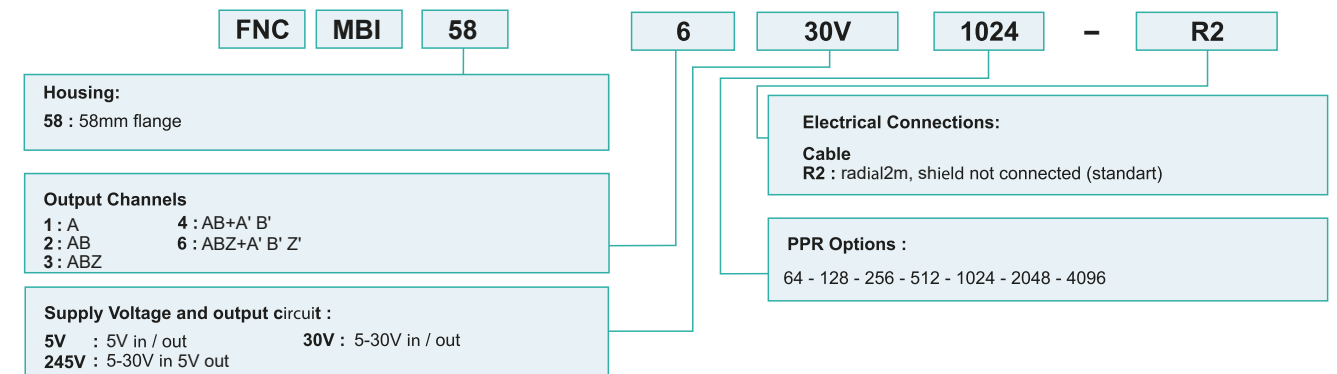 FNC MBI 58 6 30V 1024 – R2
Housing:
58 : 58mm flange
Output Channels
1 : A 4 : AB+A' B'
2 : AB 6 : ABZ+A' B' Z'
3 : ABZ
Supply Voltage and output circuit :
5V : 5V in / out 30V : 5-30V in / out
245V : 5-30V in 5V out
Electrical Connections:
Cable
R2 : radial2m, shield not connected (standart)
PPR Options :
64 - 128 - 256 - 512 - 1024 - 2048 - 4096